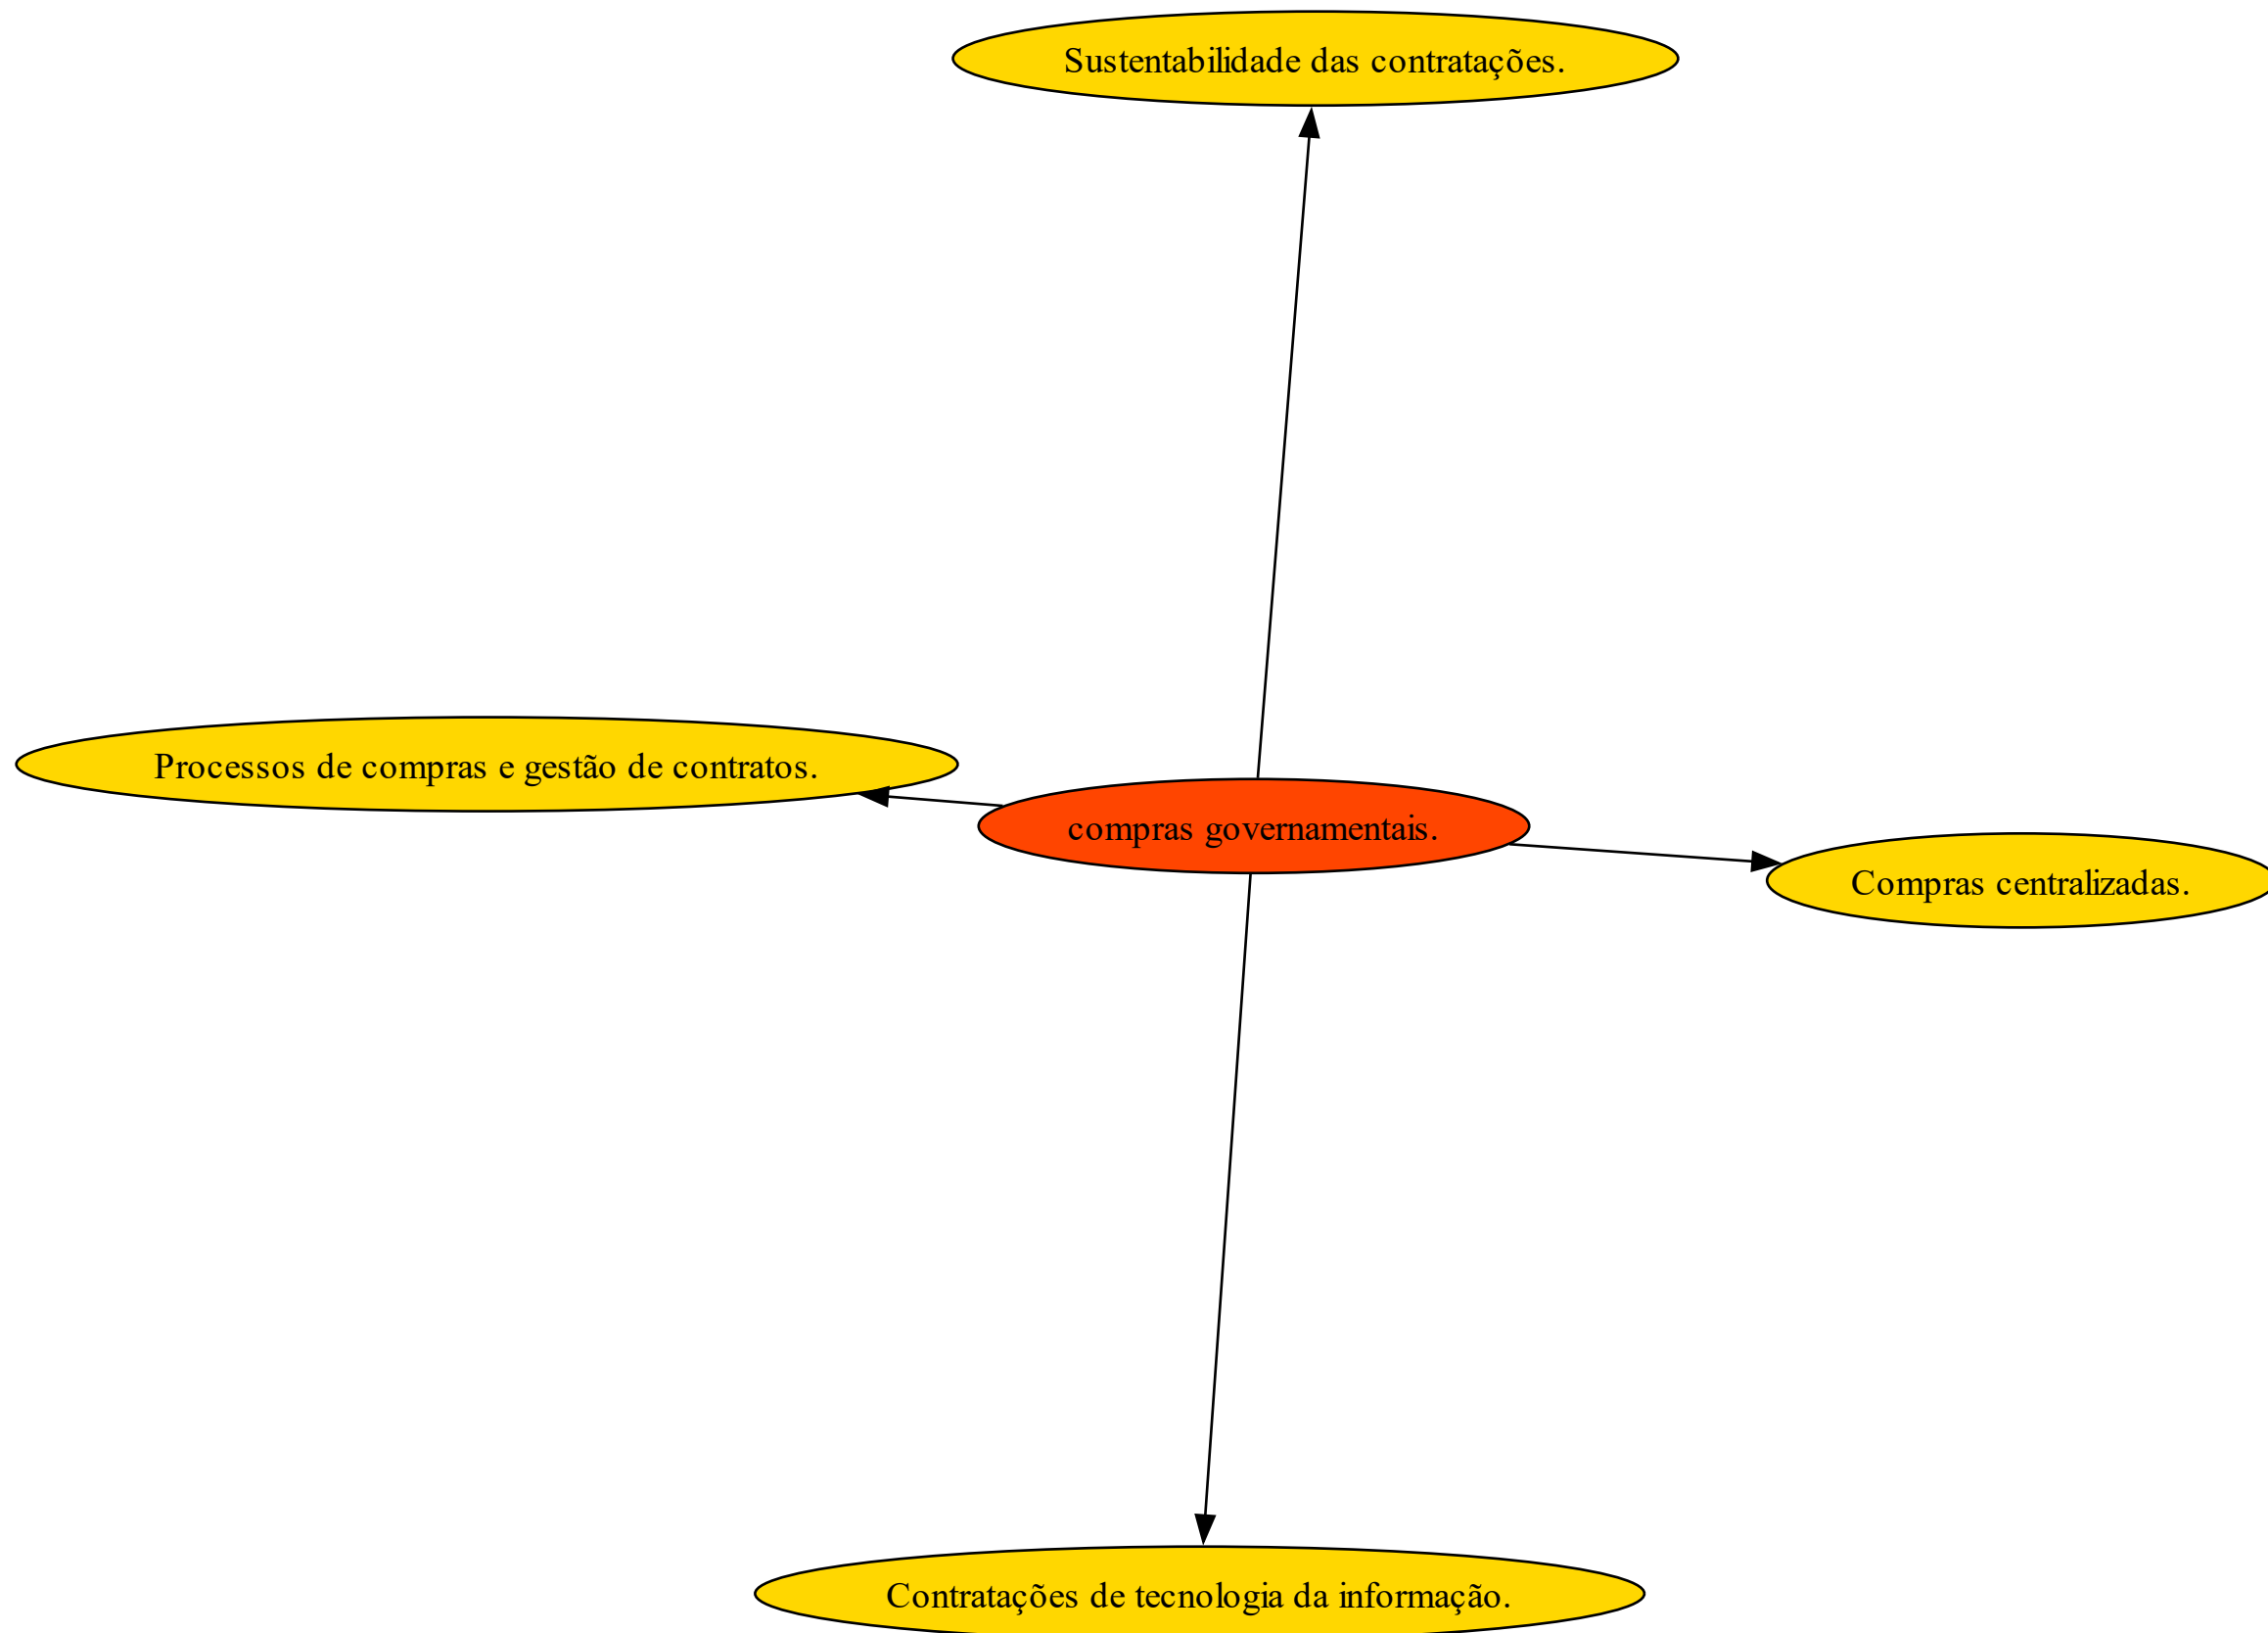 Sustentabilidade das contratações.
Processos de compras e gestão de contratos.
compras governamentais.
Compras centralizadas.
Contratações de tecnologia da informação.